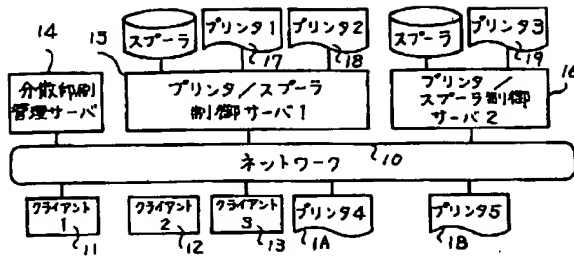 14
分散印刷
管理サーバ
15
スプーラ
プリンタ1
17
プリンタ2
18
プリンタ/スプーラ
制御サーバ1
スプーラ
プリンタ3
19
プリンタ/
スプーラ制御
サーバ2
16
ネットワーク
10
クライアント
1
11
クライアント
2
12
クライアント
3
13
プリンタ4
1A
プリンタ5
1B